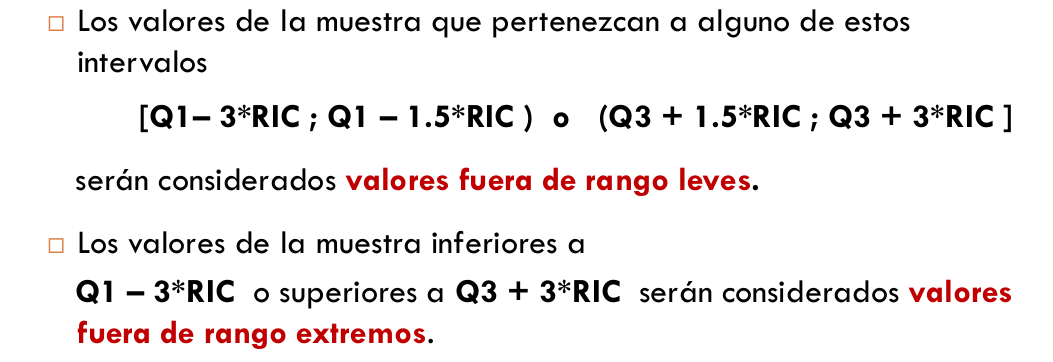 Los valores de la muestra que pertenezcan a alguno de estos
intervalos
[Q1– 3*RIC ; Q1 – 1.5*RIC ) o (Q3 + 1.5*RIC ; Q3 + 3*RIC ]
serán considerados valores fuera de rango leves.
Los valores de la muestra inferiores a
Q1 – 3*RIC o superiores a Q3 + 3*RIC serán considerados valores
fuera de rango extremos.